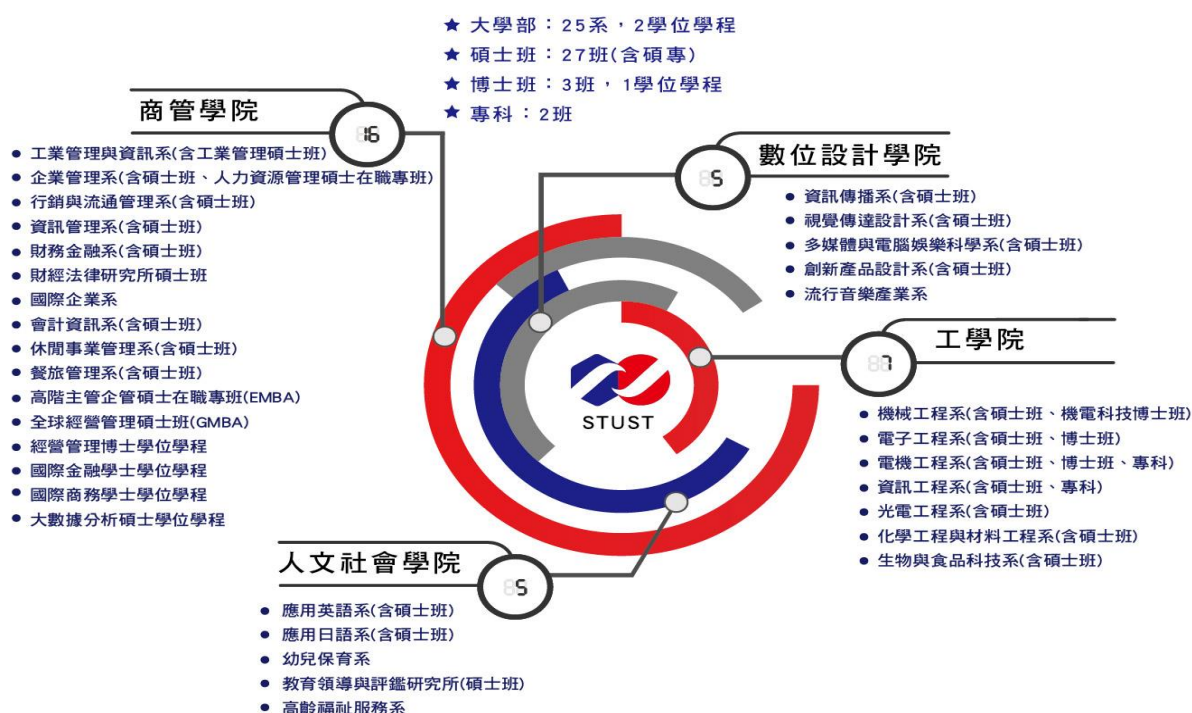 ★ 大學部：25系，2學位學程
★ 碩士班：27班(含碩專)
★ 博士班：3班，1學位學程
★ 專科：2班
商管學院
16
● 工業管理與資訊系(含工業管理碩士班)
● 企業管理系(含碩士班、人力資源管理碩士在職專班)
● 行銷與流通管理系(含碩士班)
● 資訊管理系(含碩士班)
● 財務金融系(含碩士班)
● 財經法律研究所碩士班
● 國際企業系
● 會計資訊系(含碩士班)
● 休閒事業管理系(含碩士班)
● 餐旅管理系(含碩士班)
● 高階主管企管碩士在職專班(EMBA)
● 全球經營管理碩士班(GMBA)
● 經營管理博士學位學程
● 國際金融學士學位學程
● 國際商務學士學位學程
● 大數據分析碩士學位學程
數位設計學院
5
● 資訊傳播系(含碩士班)
● 視覺傳達設計系(含碩士班)
● 多媒體與電腦娛樂科學系(含碩士班)
● 創新產品設計系(含碩士班)
● 流行音樂產業系
STUST
工學院
7
● 機械工程系(含碩士班、機電科技博士班)
● 電子工程系(含碩士班、博士班)
● 電機工程系(含碩士班、博士班、專科)
● 資訊工程系(含碩士班、專科)
● 光電工程系(含碩士班)
● 化學工程與材料工程系(含碩士班)
● 生物與食品科技系(含碩士班)
人文社會學院
5
● 應用英語系(含碩士班)
● 應用日語系(含碩士班)
● 幼兒保育系
● 教育領導與評鑑研究所(碩士班)
● 高齡福祉服務系